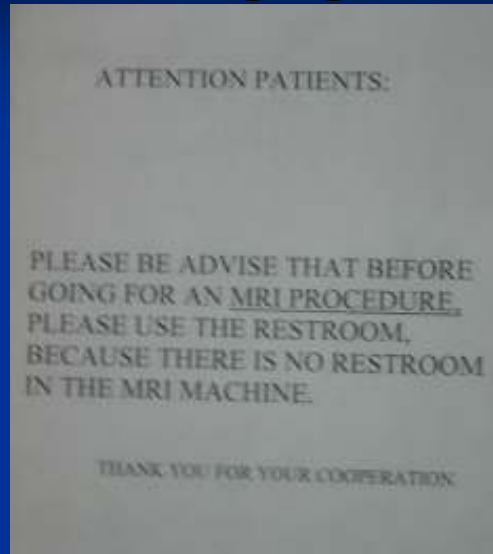 ATTENTION PATIENTS:
PLEASE BE ADVISE THAT BEFORE
GOING FOR AN MRI PROCEDURE,
PLEASE USE THE RESTROOM,
BECAUSE THERE IS NO RESTROOM
IN THE MRI MACHINE.
THANK YOU FOR YOUR COOPERATION